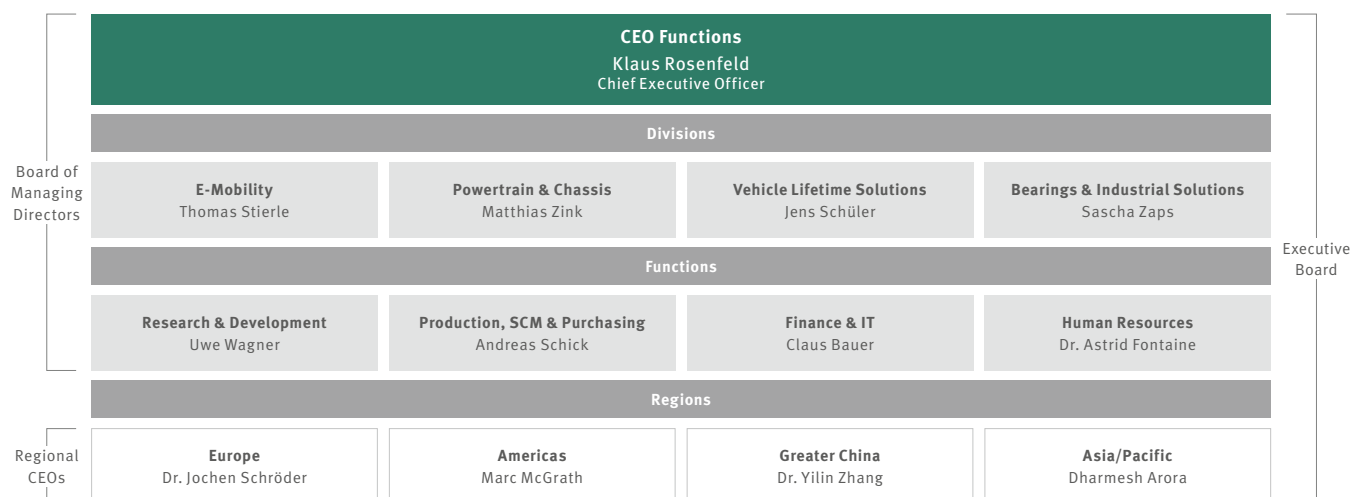 CEO Functions
Klaus Rosenfeld
Chief Executive Officer
Divisions
Board of
Managing
Directors
E-Mobility
Thomas Stierle
Powertrain & Chassis
Matthias Zink
Vehicle Lifetime Solutions
Jens Schüler
Bearings & Industrial Solutions
Sascha Zaps
Functions
Executive
Board
Research & Development
Uwe Wagner
Production, SCM & Purchasing
Andreas Schick
Finance & IT
Claus Bauer
Human Resources
Dr. Astrid Fontaine
Regions
Regional
CEOs
Europe
Dr. Jochen Schröder
Americas
Marc McGrath
Greater China
Dr. Yilin Zhang
Asia/Pacific
Dharmesh Arora